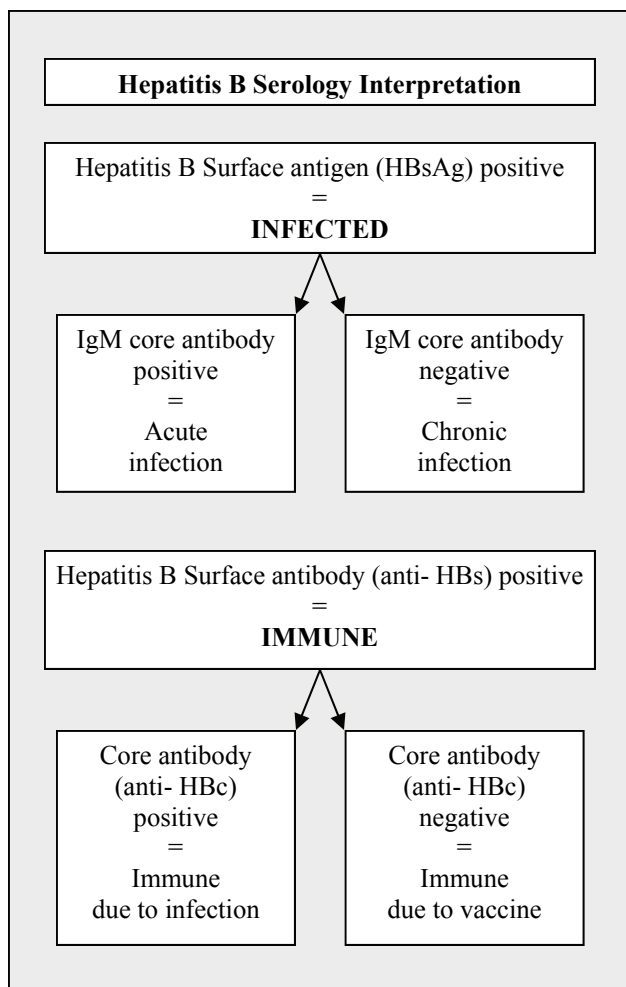 Hepatitis B Serology Interpretation
Hepatitis B Surface antigen (HBsAg) positive
=
INFECTED
IgM core antibody
positive
=
Acute
infection
IgM core antibody
negative
=
Chronic
infection
Hepatitis B Surface antibody (anti- HBs) positive
=
IMMUNE
Core antibody
(anti- HBc)
positive
=
Immune
due to infection
Core antibody
(anti- HBc)
negative
=
Immune
due to vaccine